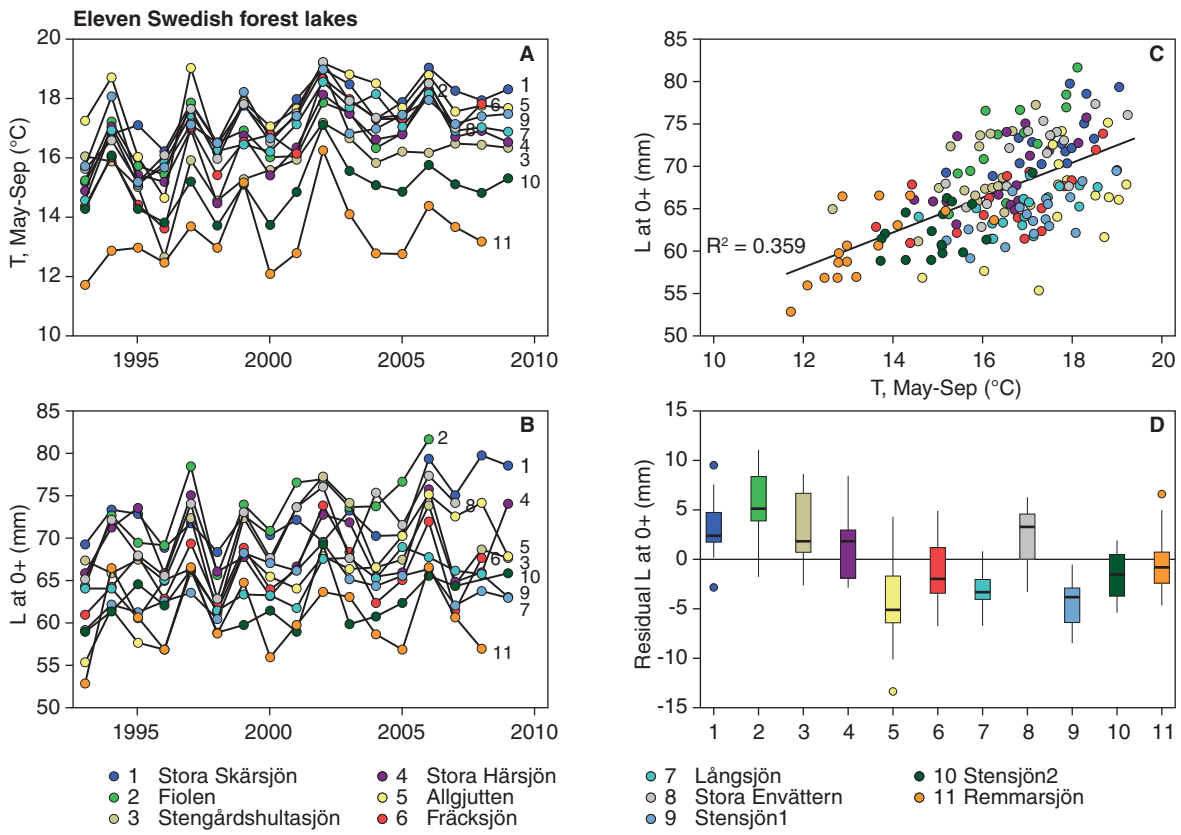 Eleven Swedish forest lakes
A
T, May-Sep (°C)
20
18
16
14
12
10
1995
2000
2005
2010
1
2
6
5
9
8
7
4
3
10
11
B
L at 0+ (mm)
85
80
75
70
65
60
55
50
1995
2000
2005
2010
2
1
8
4
5
6
3
10
9
7
11
C
L at 0+ (mm)
85
80
75
70
65
60
55
50
R² = 0.359
10
12
14
16
18
20
T, May-Sep (°C)
D
Residual L at 0+ (mm)
15
10
5
0
-5
-10
-15
1 2 3 4 5 6 7 8 9 10 11
1 Stora Skärsjön
2 Fiolen
3 Stengårdshultasjön
4 Stora Härsjön
5 Allgjutten
6 Fräcksjön
7 Långsjön
8 Stora Envättern
9 Stensjön1
10 Stensjön2
11 Remmarsjön